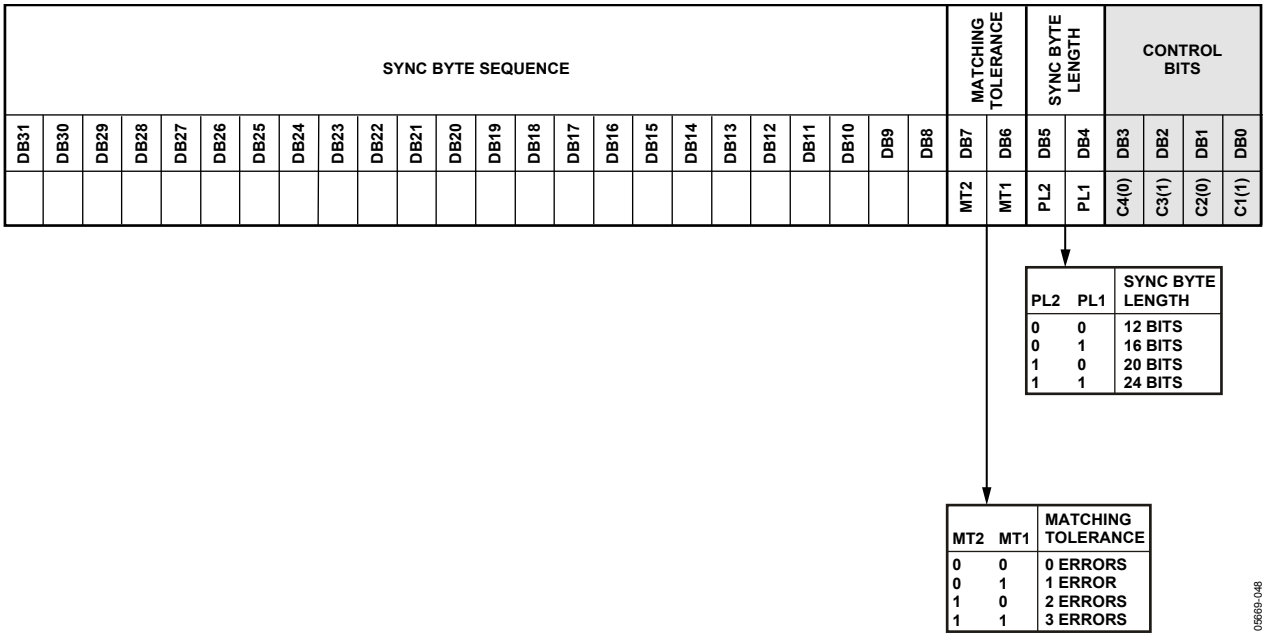 SYNC BYTE SEQUENCE
MATCHING
TOLERANCE
SYNC BYTE
LENGTH
CONTROL
BITS
DB31 DB30 DB29 DB28 DB27 DB26 DB25 DB24 DB23 DB22 DB21 DB20 DB19 DB18 DB17 DB16 DB15 DB14 DB13 DB12 DB11 DB10 DB9 DB8 DB7 DB6 DB5 DB4 DB3 DB2 DB1 DB0
MT2 MT1 PL2 PL1 C4(0) C3(1) C2(0) C1(1)
SYNC BYTE
PL2 PL1 LENGTH
0 0 12 BITS
0 1 16 BITS
1 0 20 BITS
1 1 24 BITS
MATCHING
MT2 MT1 TOLERANCE
0 0 0 ERRORS
0 1 1 ERROR
1 0 2 ERRORS
1 1 3 ERRORS
05669-048